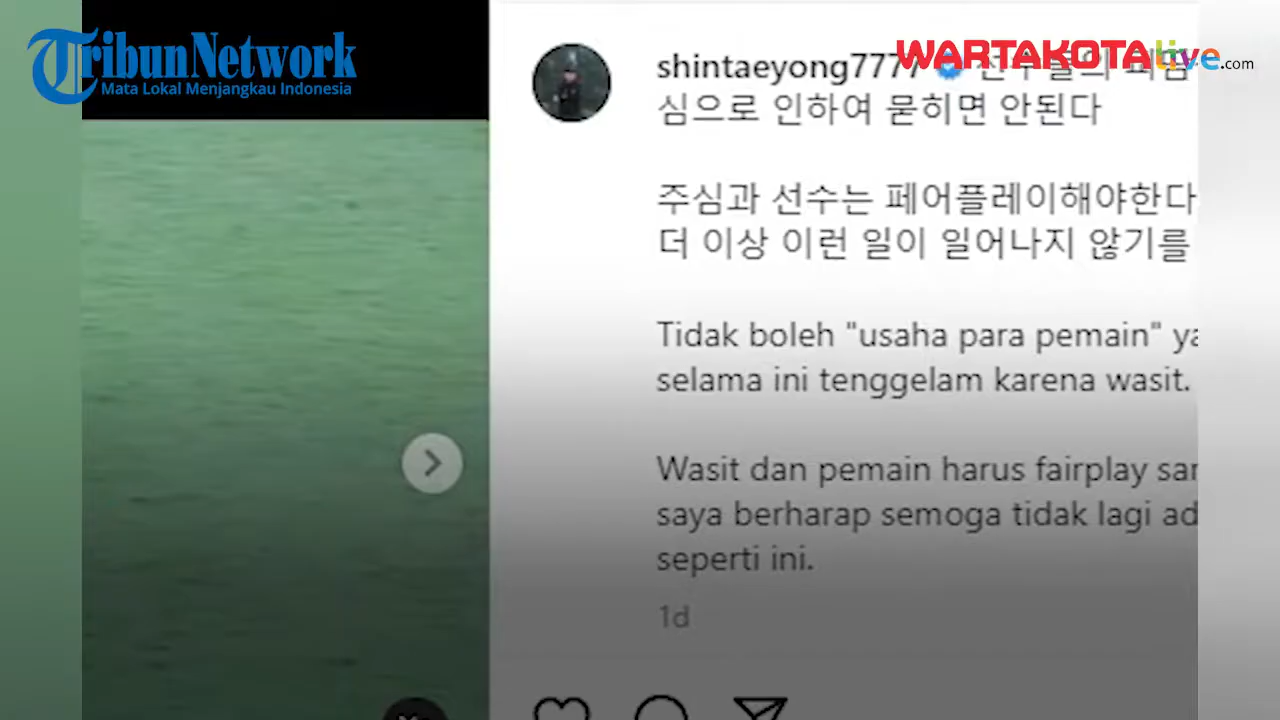 TribunNetwork
Mata Lokal Menjangkau Indonesia
WARTAKOTAlive.com
shintaeyong7777
심으로 인하여 묻히면 안된다
주심과 선수는 페어플레이해야한다
더 이상 이런 일이 일어나지 않기를
Tidak boleh "usaha para pemain"
selama ini tenggelam karena wasit.
Wasit dan pemain harus fairplay
saya berharap semoga tidak lagi
seperti ini.
1d